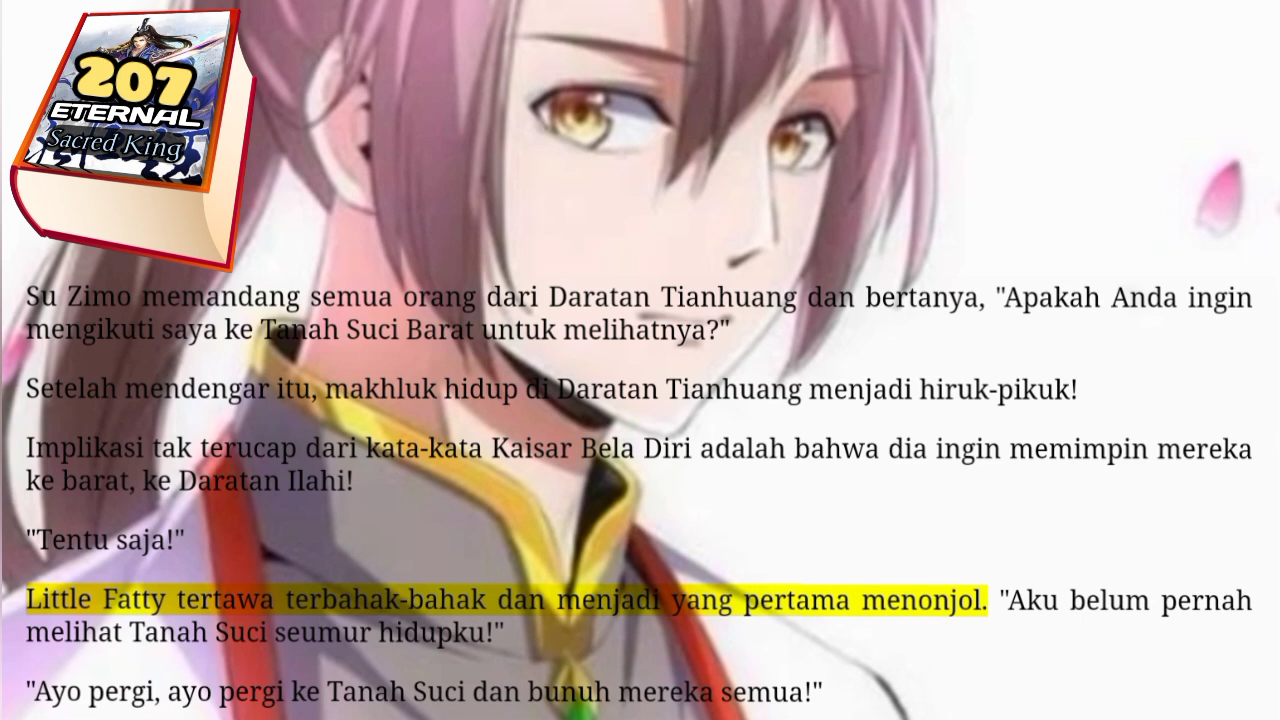 207
ETERNAL
Sacred King
Su Zimo memandang semua orang dari Daratan Tianhuang dan bertanya, "Apakah Anda ingin
mengikuti saya ke Tanah Suci Barat untuk melihatnya?"
Setelah mendengar itu, makhluk hidup di Daratan Tianhuang menjadi hiruk-pikuk!
Implikasi tak terucap dari kata-kata Kaisar Bela Diri adalah bahwa dia ingin memimpin mereka
ke barat, ke Daratan Ilahi!
"Tentu saja!"
Little Fatty tertawa terbahak-bahak dan menjadi yang pertama menonjol. "Aku belum pernah
melihat Tanah Suci seumur hidupku!"
"Ayo pergi, ayo pergi ke Tanah Suci dan bunuh mereka semua!"